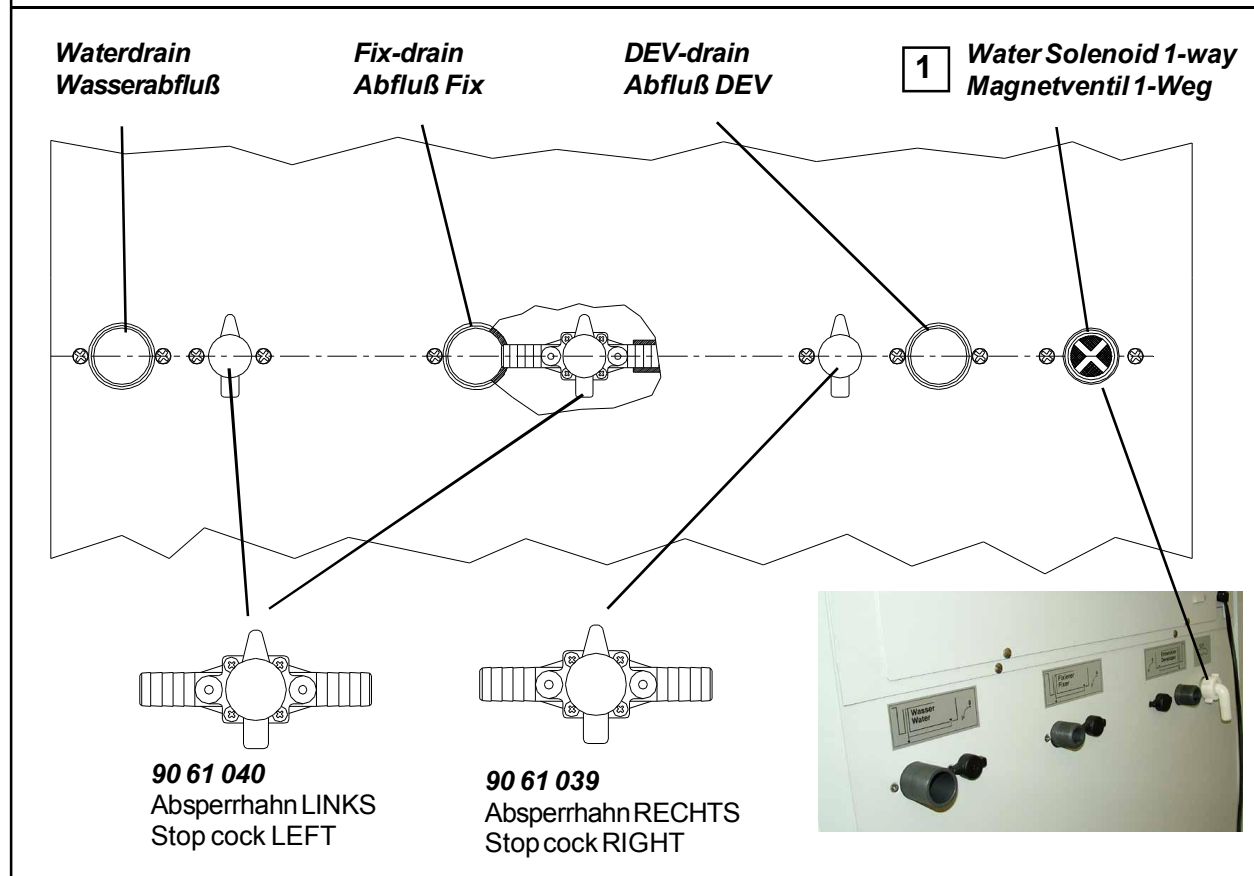 Waterdrain
Wasserabfluß
Fix-drain
Abfluß Fix
DEV-drain
Abfluß DEV
1
Water Solenoid 1-way
Magnetventil 1-Weg
90 61 040
Absperrhahn LINKS
Stop cock LEFT
90 61 039
Absperrhahn RECHTS
Stop cock RIGHT
Wasser
Water
Fixierer
Fixer
Entwickler
Developer